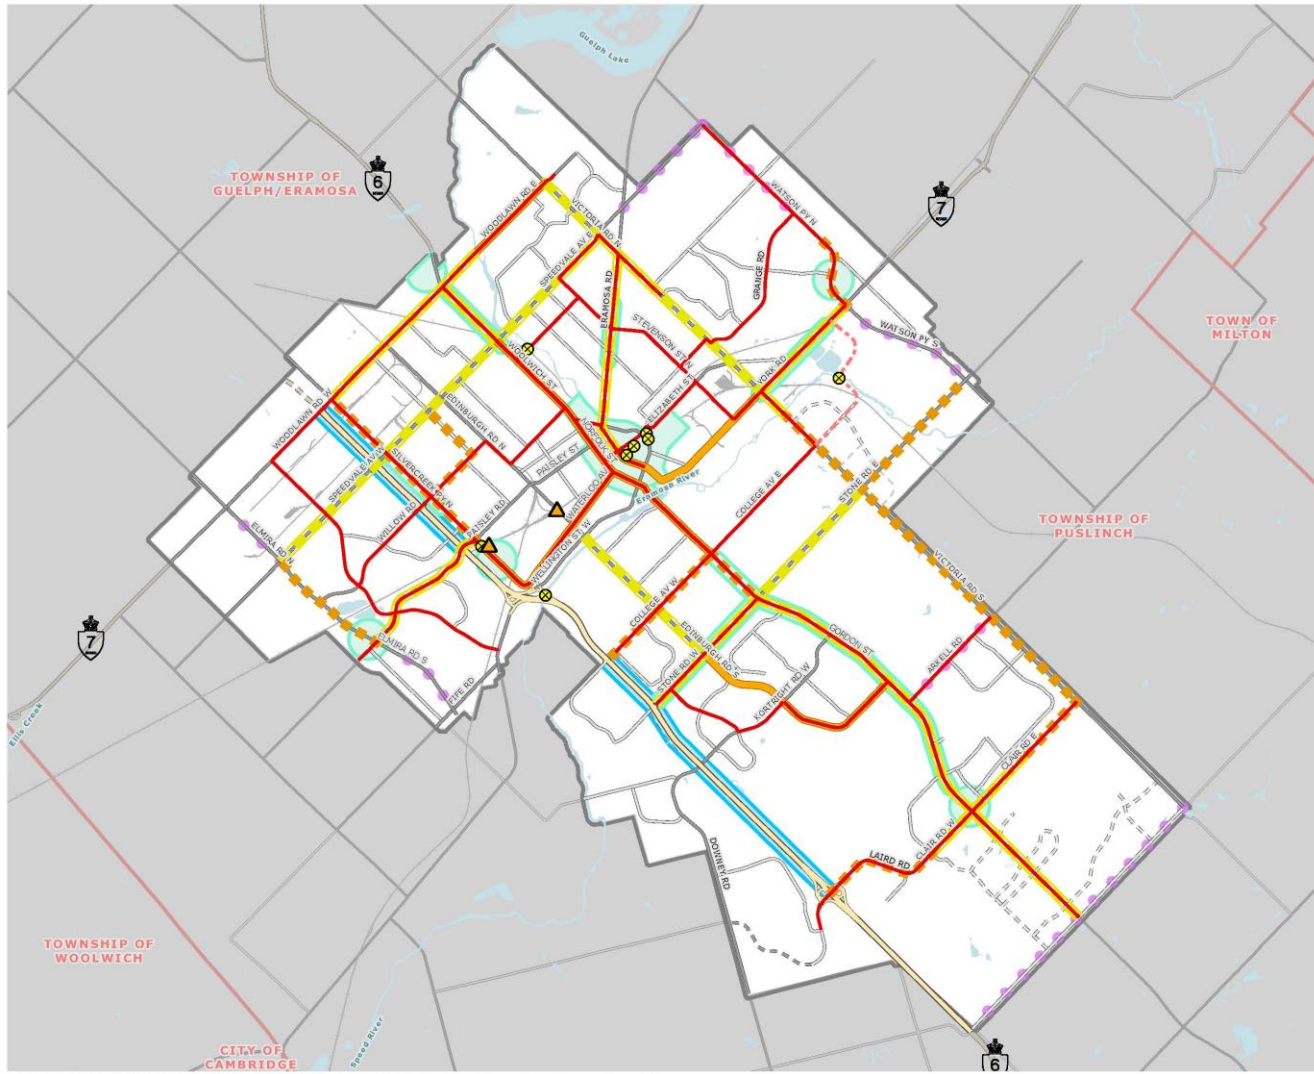 Guelph Lake
TOWNSHIP OF
GUELPH/ERAMOSA
6
7
WOODLAWN RD E
VICTORIA RD N
WATSON PY N
SPEEDVALE AV E
GRANGE RD
ERAMOSA RD
STEVENSON ST N
WATSON PY S
TOWN OF
MILTON
WOOLWICH ST
YORK RD
ELIZABETH ST
WOODLAWN RD W
EDINBURGH RD N
NORFOLK ST
PAISLEY ST
SPEEDVALE AV W
SILVERCREEK PY N
WATERLOO AV
Eramosa River
COLLEGE AV E
STONE RD E
TOWNSHIP OF
PUSLINCH
WILLOW RD
PAISLEY RD
ELMIRA RD N
WELLINGTON ST W
VICTORIA RD S
COLLEGE AV W
7
ELMIRA RD S
EDINBURGH RD S
GORDON ST
ARKELL RD
STONE RD W
KORTRIGHT RD W
FIFE RD
Ellis Creek
CLAIR RD E
CLAIR RD W
LAIRD RD
DOWNEY RD
TOWNSHIP OF
WOOLWICH
Speed River
CITY OF
CAMBRIDGE
6